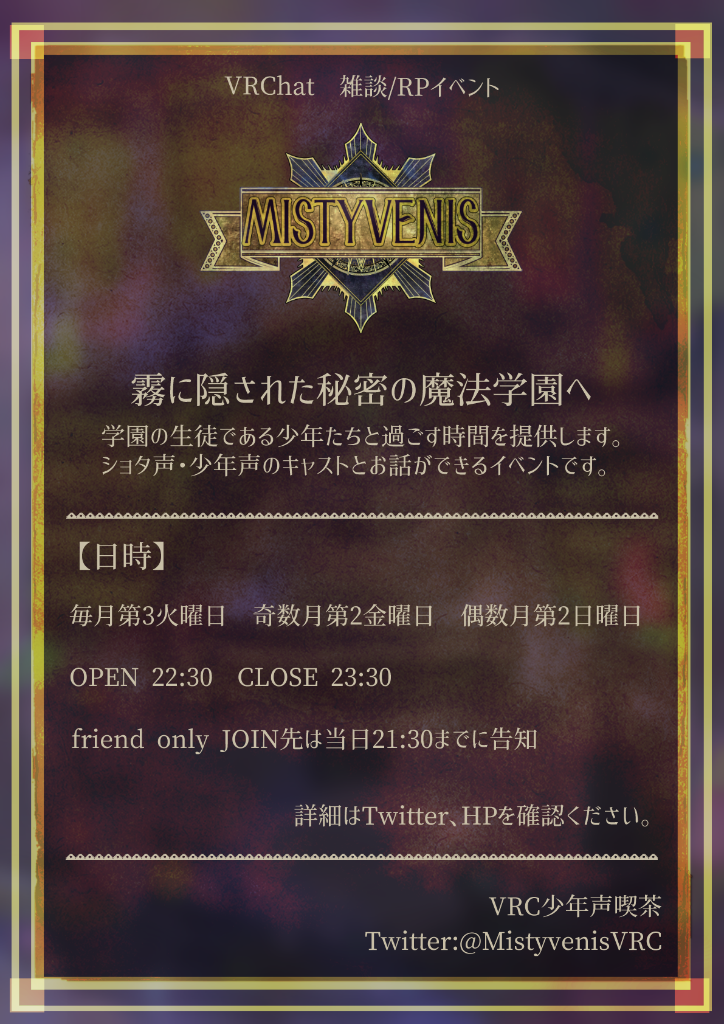 VRChat 雑談/RPイベント
MISTYVENIS
霧に隠された秘密の魔法学園へ
学園の生徒である少年たちと過ごす時間を提供します。
ショタ声・少年声のキャストとお話ができるイベントです。
【日時】
毎月第3火曜日 奇数月第2金曜日 偶数月第2日曜日
OPEN 22:30 CLOSE 23:30
friend only JOIN先は当日21:30までに告知
詳細はTwitter、HPを確認ください。
VRC少年声喫茶
Twitter:@MistyvenisVRC